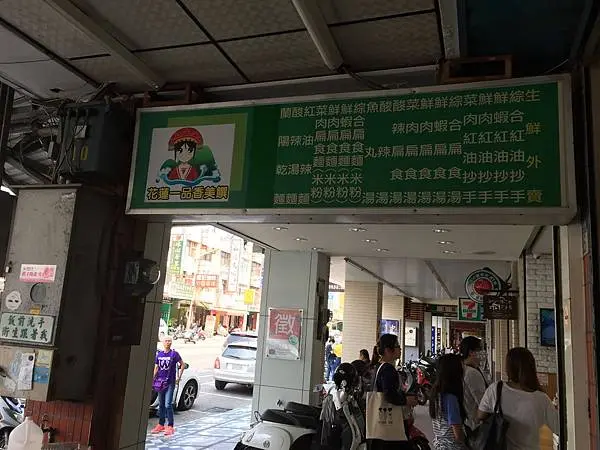 蘭陽乾麵
酸辣湯麵
紅油辣麵
菜肉扁食麵米粉
鮮肉扁食麵米粉
鮮蝦扁食麵米粉
綜合扁食麵米粉
魚丸湯
酸辣湯
酸辣扁食湯
菜肉扁食湯
鮮肉扁食湯
鮮蝦扁食湯
綜合扁食湯
菜肉紅油抄手
鮮肉紅油抄手
鮮蝦紅油抄手
綜合紅油抄手
生鮮外賣
花蓮一品香美饌
徵